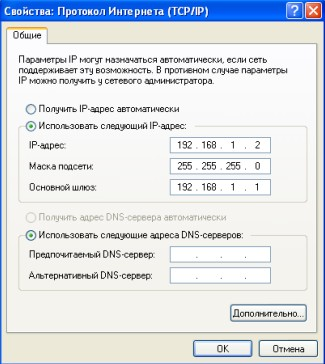 Свойства: Протокол Интернета (TCP/IP)
Общие
Параметры IP могут назначаться автоматически, если сеть
поддерживает эту возможность. В противном случае параметры
IP можно получить у сетевого администратора.
Получить IP-адрес автоматически
Использовать следующий IP-адрес:
IP-адрес: 192 . 168 . 1 . 2
Маска подсети: 255 . 255 . 255 . 0
Основной шлюз: 192 . 168 . 1 . 1
Получить адрес DNS-сервера автоматически
Использовать следующие адреса DNS-серверов:
Предпочитаемый DNS-сервер: . . .
Альтернативный DNS-сервер: . . .
Дополнительно...
OK Отмена